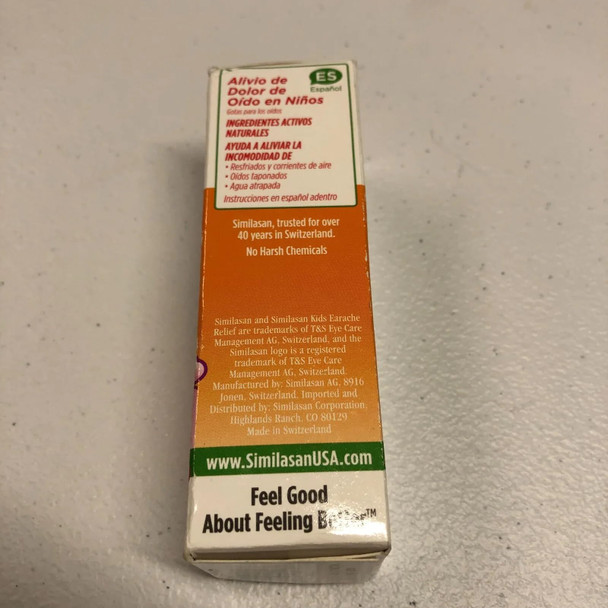 Alivio de
Dolor de
Oído en Niños
Gotas para los oídos
ES
Español
INGREDIENTES ACTIVOS
NATURALES
AYUDA A ALIVIAR LA
INCOMODIDAD DE
• Resfriados y corrientes de aire
• Oídos taponados
• Agua atrapada
Instrucciones en español adentro
Similasan, trusted for over
40 years in Switzerland.
No Harsh Chemicals
Similasan and Similasan Kids Earache
Relief are trademarks of T&S Eye Care
Management AG, Switzerland, and the
Similasan logo is a registered
trademark of T&S Eye Care
Management AG, Switzerland.
Manufactured by: Similasan AG, 8916
Jonen, Switzerland. Imported and
Distributed by: Similasan Corporation,
Highlands Ranch, CO 80129
Made in Switzerland
www.SimilasanUSA.com
Feel Good
About Feeling Better™